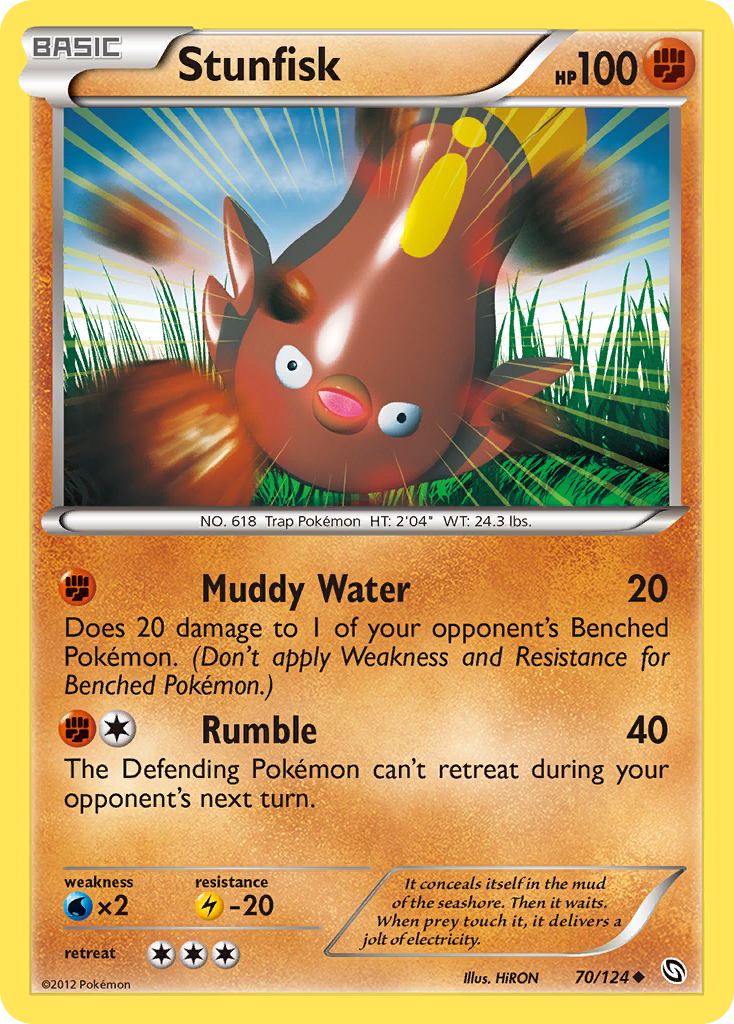 BASIC
Stunfisk
HP100
NO. 618 Trap Pokémon HT: 2'04" WT: 24.3 lbs.
Muddy Water 20
Does 20 damage to 1 of your opponent's Benched
Pokémon. (Don't apply Weakness and Resistance for
Benched Pokémon.)
Rumble 40
The Defending Pokémon can't retreat during your
opponent's next turn.
weakness
×2
resistance
-20
retreat
It conceals itself in the mud
of the seashore. Then it waits.
When prey touch it, it delivers a
jolt of electricity.
©2012 Pokémon
Illus. HiRON
70/124